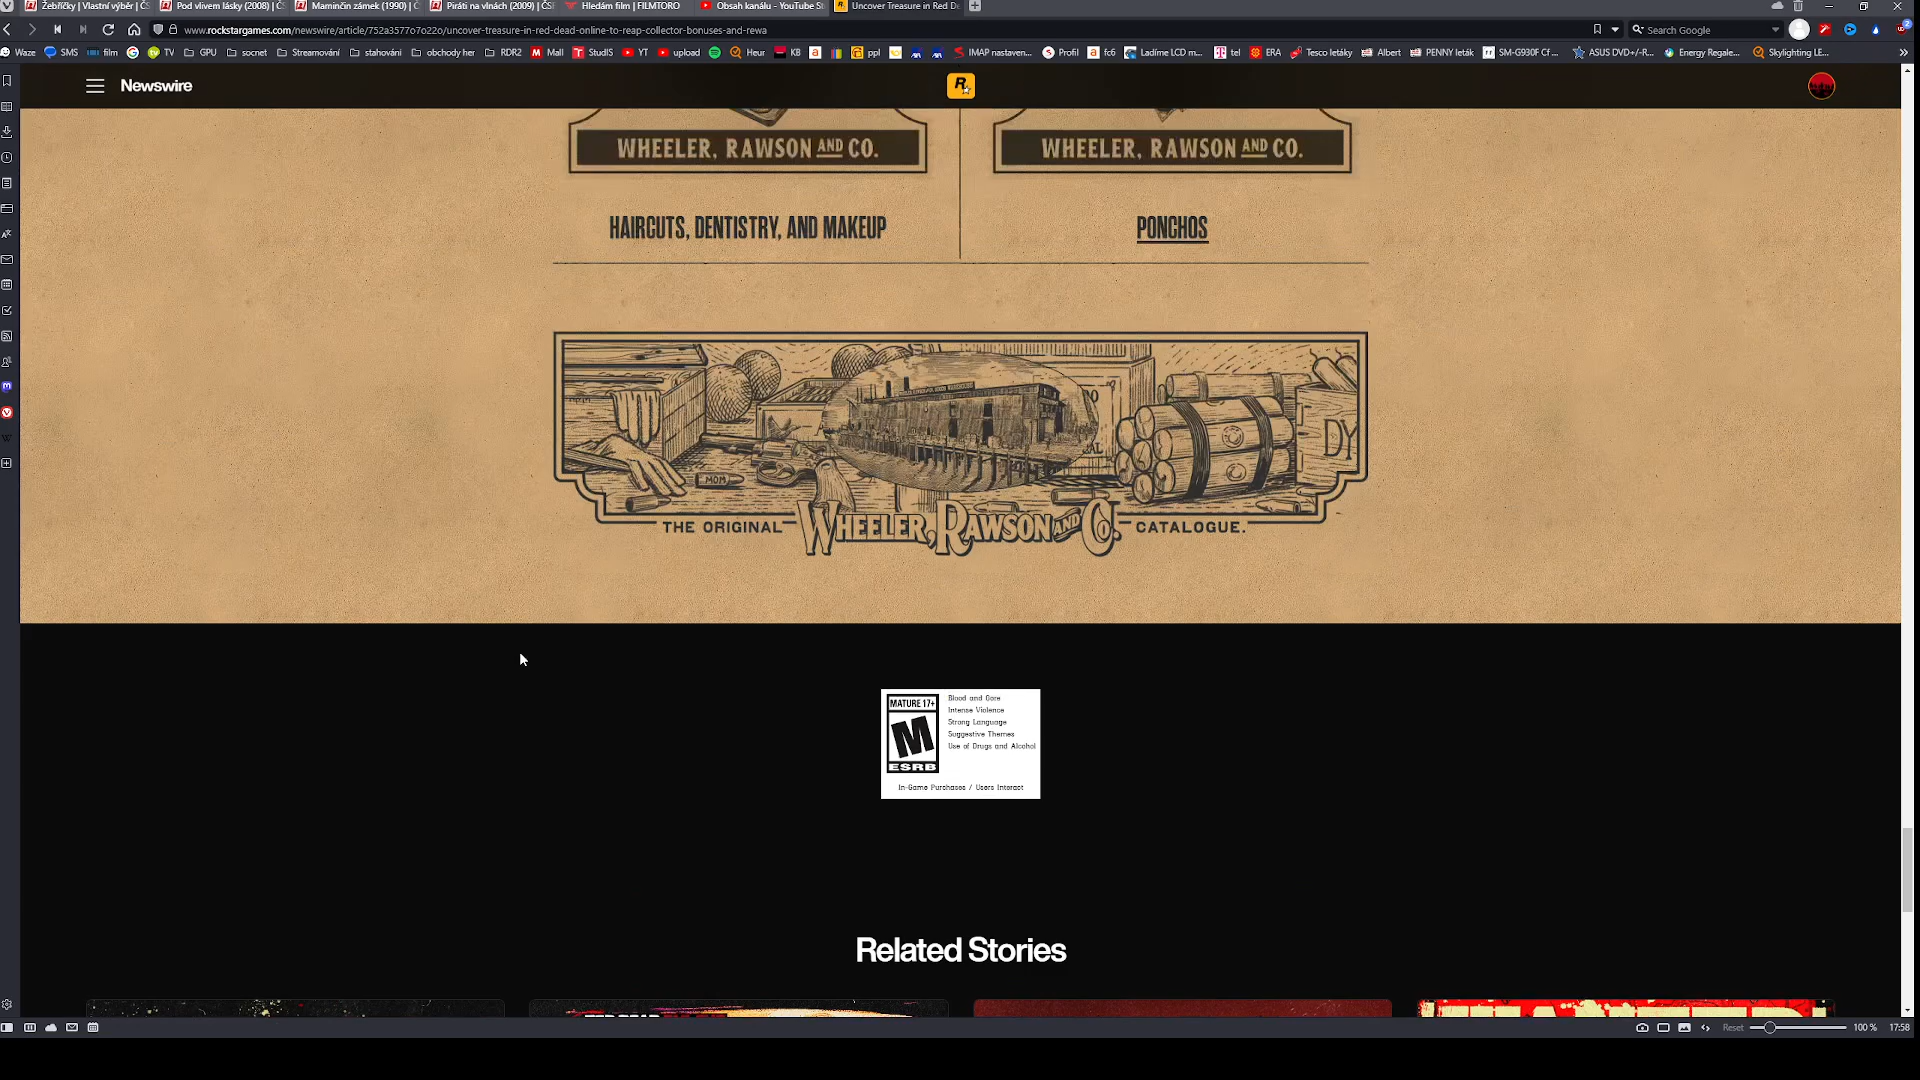 Žebříčky | Vlastní výběr | Č
Pod vlivem lásky (2008) | Č
Maminčin zámek (1990) | Č
Piráti na vlnách (2009) | ČS
Hledám film | FILMTORO
Obsah kanálu - YouTube S
Uncover Treasure in Red D
www.rockstargames.com/newswire/article/752a3577o7o22o/uncover-treasure-in-red-dead-online-to-reap-collector-bonuses-and-rewa
Search Google
Waze
SMS
film
TV
GPU
socnet
Streamování
stahování
obchody her
RDR2
Mall
StudIS
YT
upload
Heur
KB
ppl
IMAP nastaven...
Profil
fc6
Ladíme LCD m...
tel
ERA
Tesco letáky
Albert
PENNY leták
SM-G930F Cf ...
ASUS DVD+/-R...
Energy Regale...
Skylighting LE...
Newswire
WHEELER, RAWSON AND CO.
WHEELER, RAWSON AND CO.
HAIRCUTS, DENTISTRY, AND MAKEUP
PONCHOS
MOM
DY
THE ORIGINAL WHEELER, RAWSON AND CO. CATALOGUE.
MATURE 17+
M
ESRB
Blood and Gore
Intense Violence
Strong Language
Suggestive Themes
Use of Drugs and Alcohol
In-Game Purchases / Users Interact
Related Stories
Reset
100 %
17:58